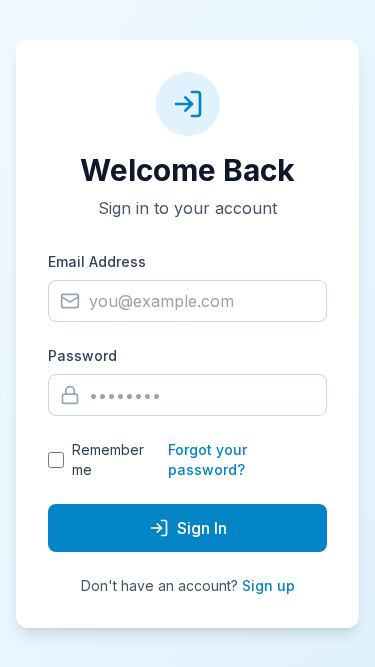 Welcome Back
Sign in to your account
Email Address
you@example.com
Password
••••••••
Remember me
Forgot your password?
Sign In
Don't have an account? Sign up